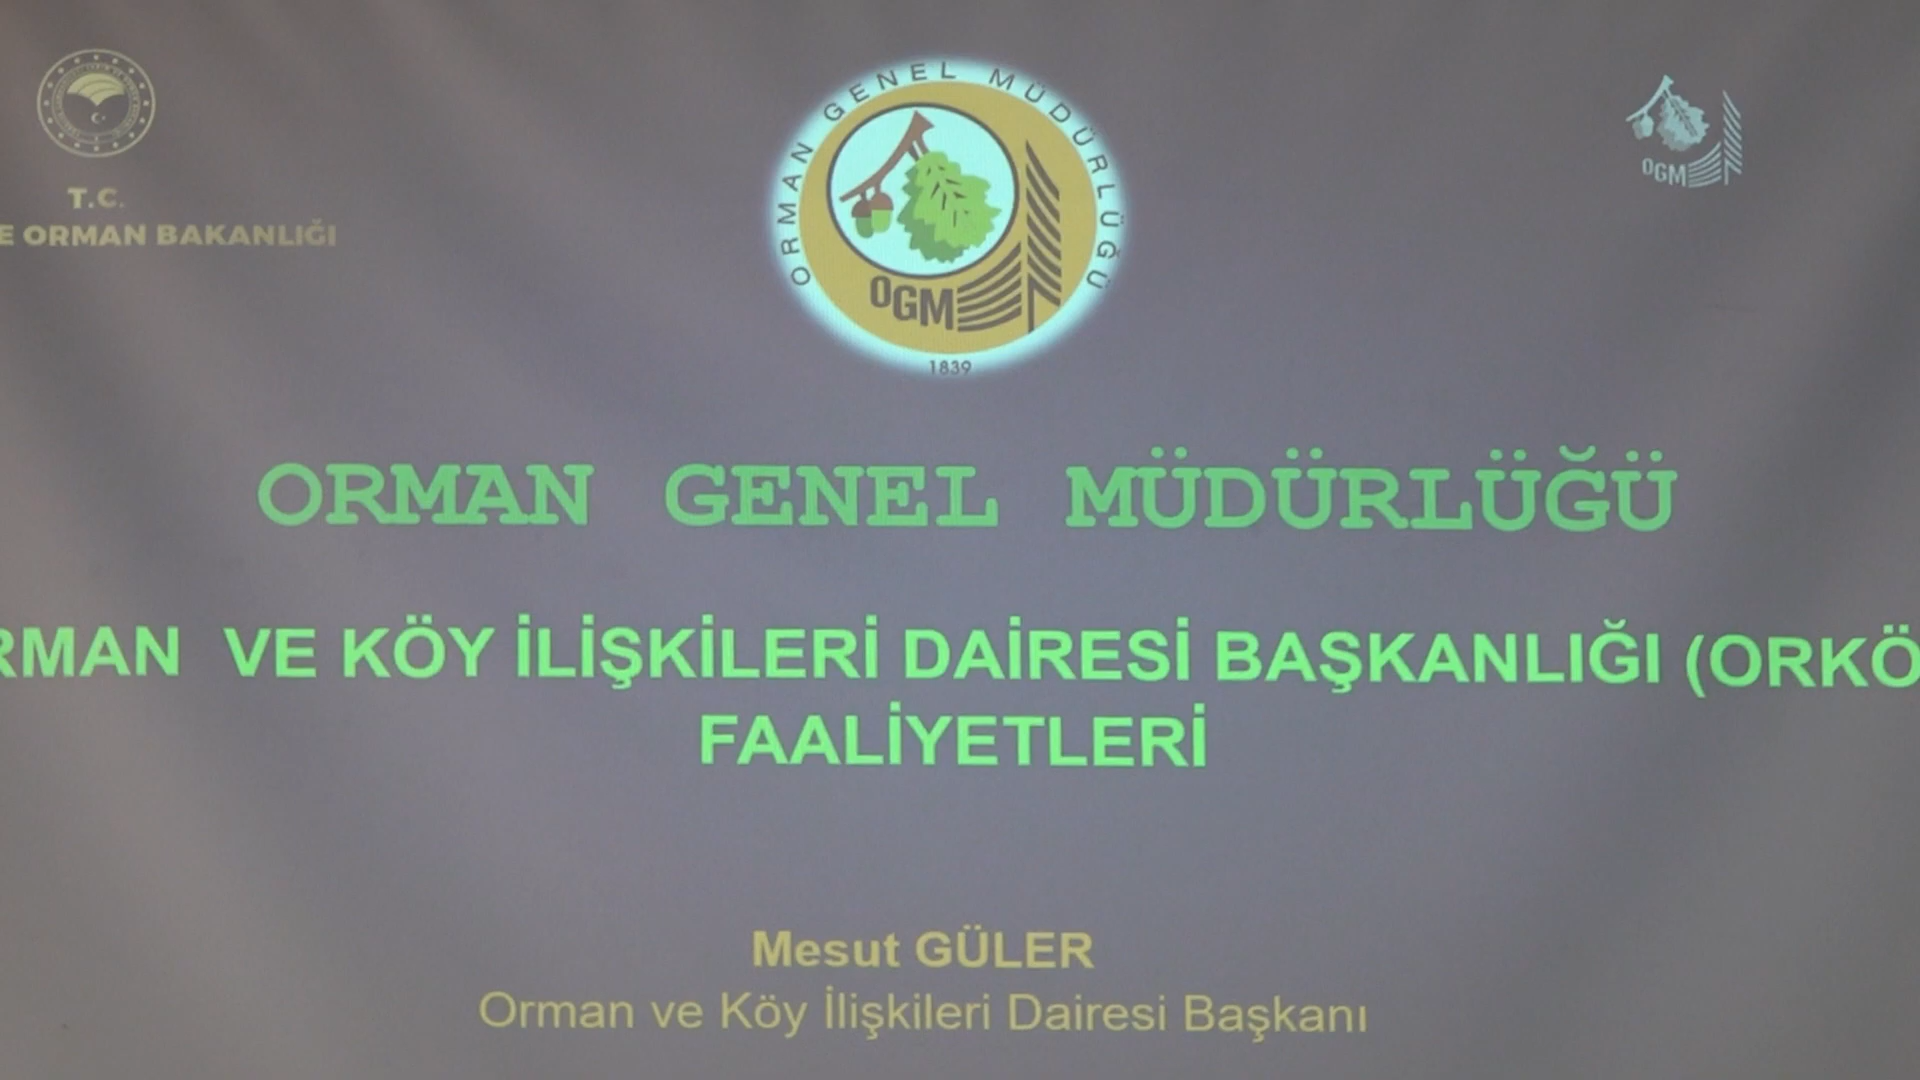 T.C.
E ORMAN BAKANLIĞI
ORMAN GENEL MÜDÜRLÜĞÜ
OGM
1839
OGM
ORMAN GENEL MÜDÜRLÜĞÜ
RMAN VE KÖY İLİŞKİLERİ DAİRESİ BAŞKANLIĞI (ORKÖ
FAALİYETLERİ
Mesut GÜLER
Orman ve Köy İlişkileri Dairesi Başkanı